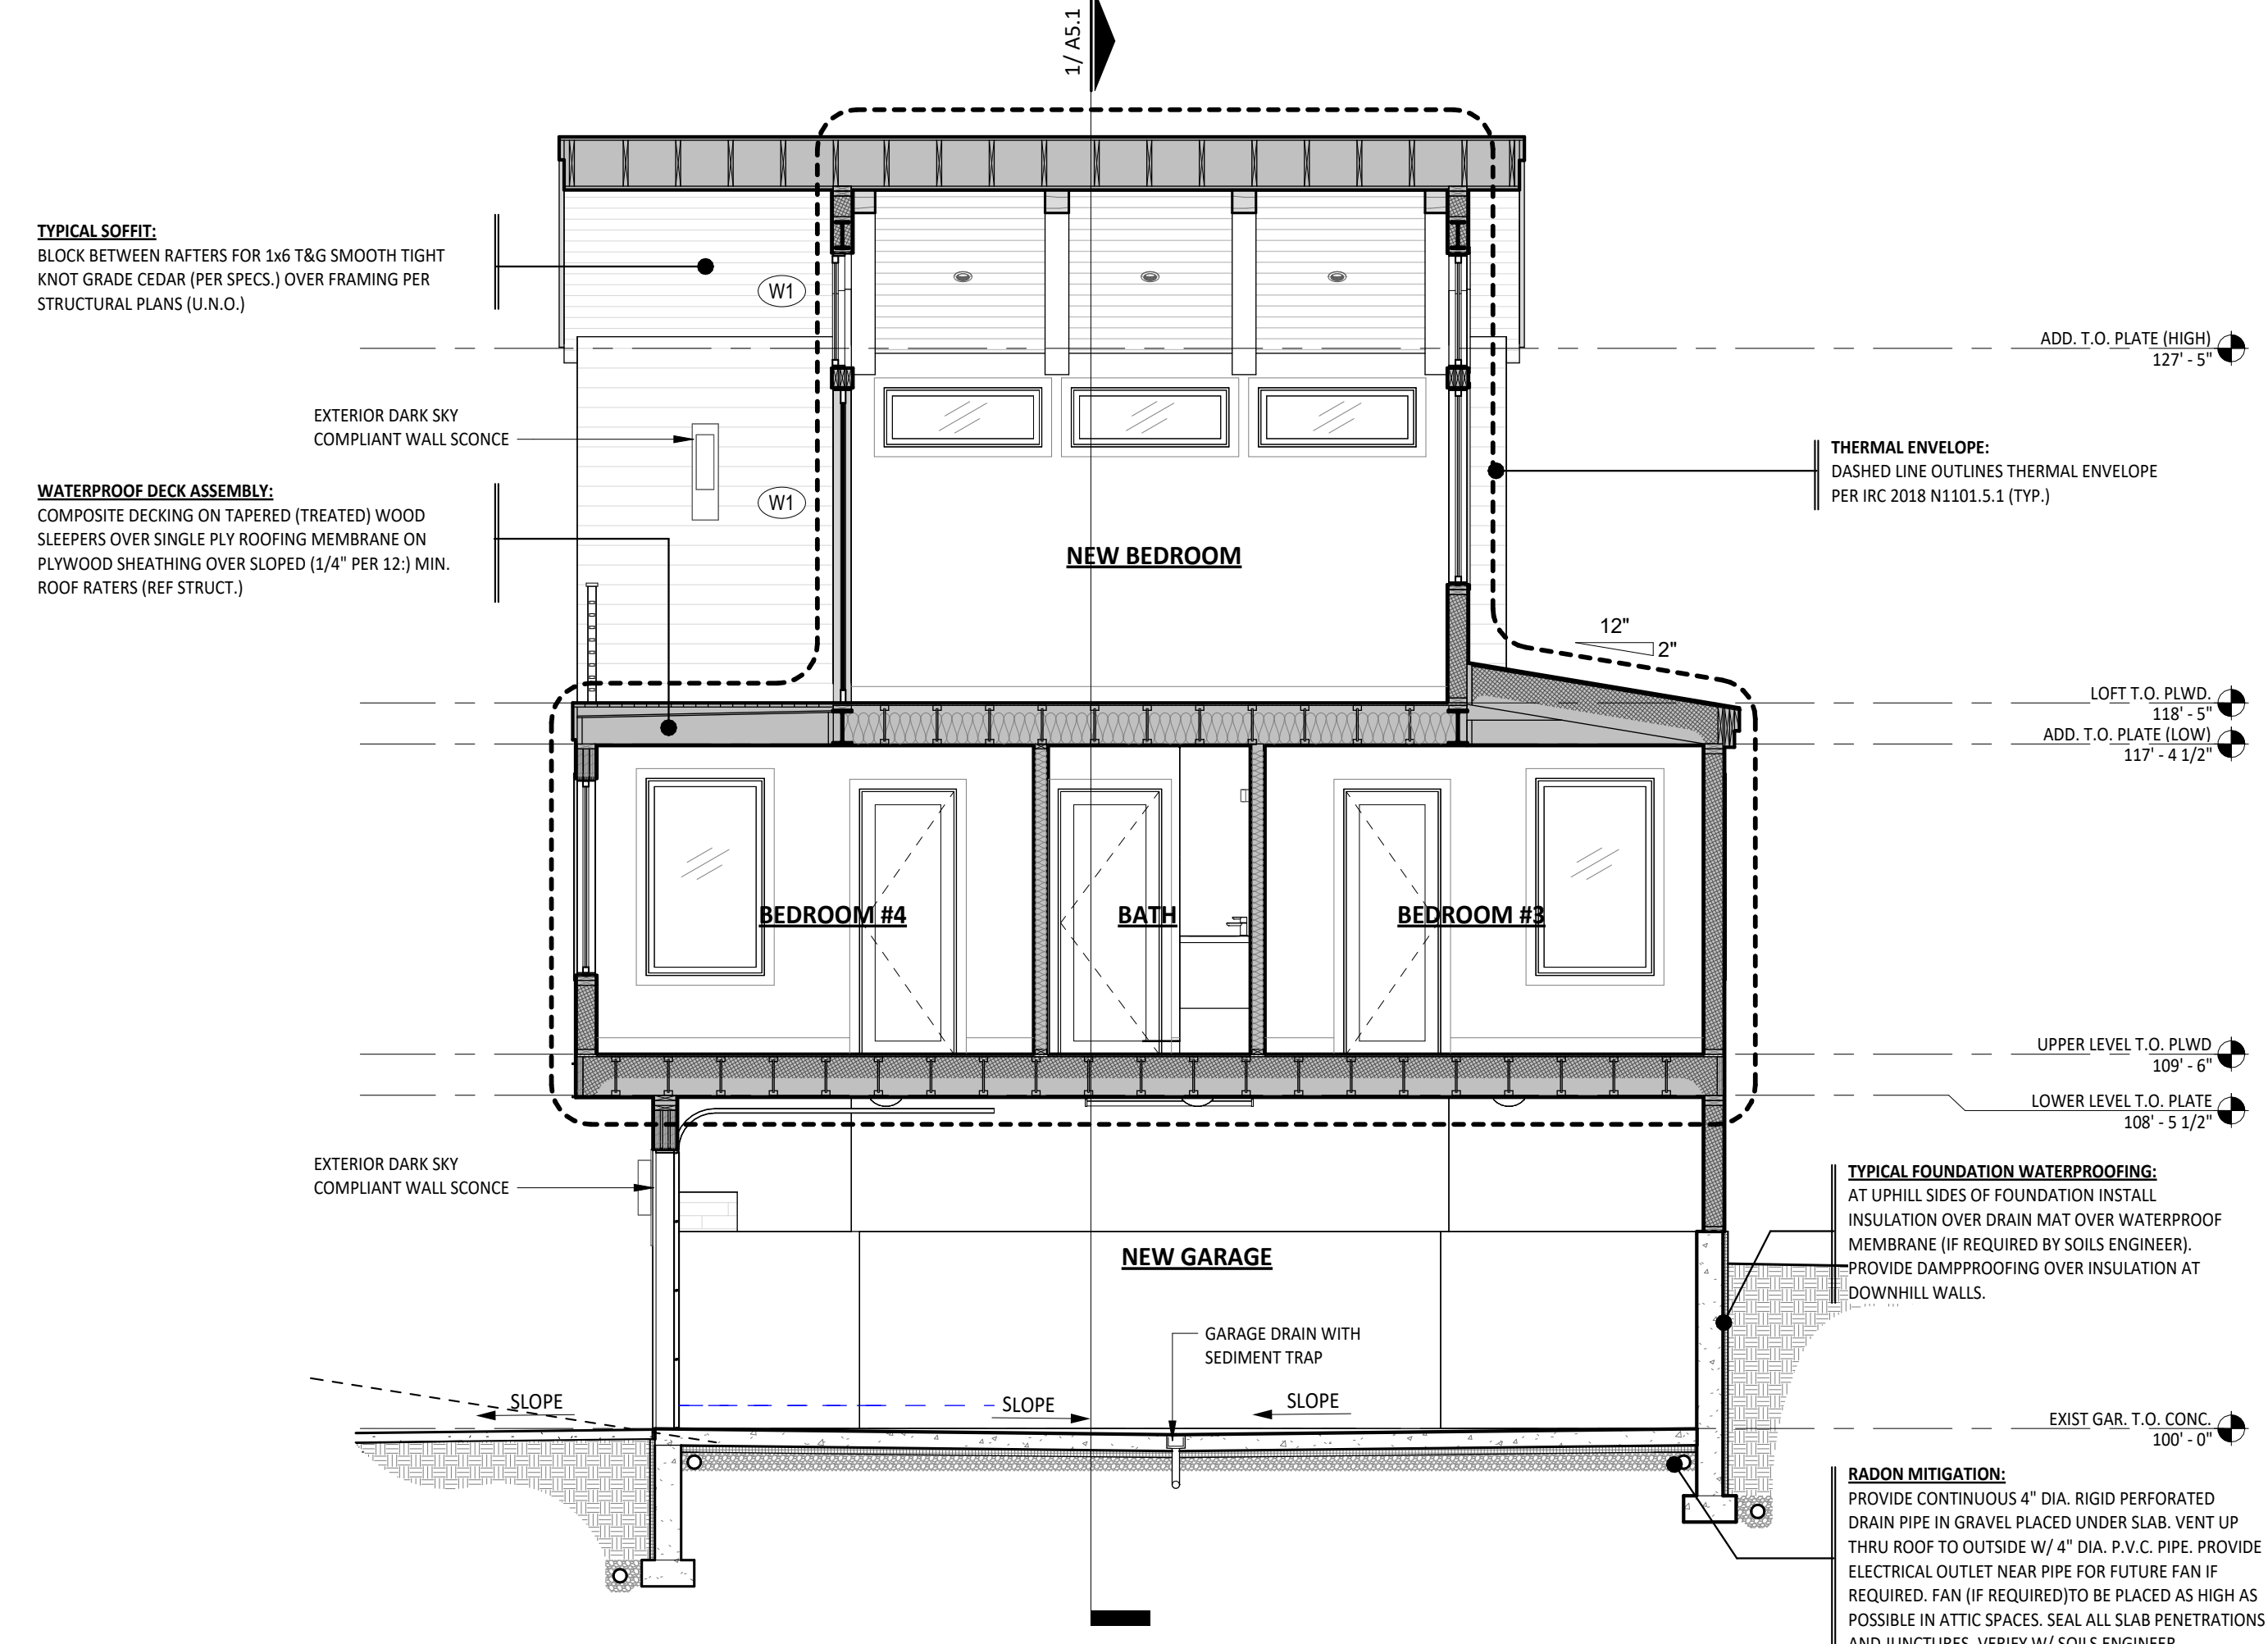 1/ A5.1
TYPICAL SOFFIT:
BLOCK BETWEEN RAFTERS FOR 1x6 T&G SMOOTH TIGHT
KNOT GRADE CEDAR (PER SPECS.) OVER FRAMING PER
STRUCTURAL PLANS (U.N.O.)
W1
ADD. T.O. PLATE (HIGH)
127' - 5"
EXTERIOR DARK SKY
COMPLIANT WALL SCONCE
THERMAL ENVELOPE:
DASHED LINE OUTLINES THERMAL ENVELOPE
PER IRC 2018 N1101.5.1 (TYP.)
WATERPROOF DECK ASSEMBLY:
COMPOSITE DECKING ON TAPERED (TREATED) WOOD
SLEEPERS OVER SINGLE PLY ROOFING MEMBRANE ON
PLYWOOD SHEATHING OVER SLOPED (1/4" PER 12:) MIN.
ROOF RATERS (REF STRUCT.)
W1
NEW BEDROOM
12"
2"
LOFT T.O. PLWD.
118' - 5"
ADD. T.O. PLATE (LOW)
117' - 4 1/2"
BEDROOM #4
BATH
BEDROOM #3
UPPER LEVEL T.O. PLWD
109' - 6"
LOWER LEVEL T.O. PLATE
108' - 5 1/2"
EXTERIOR DARK SKY
COMPLIANT WALL SCONCE
TYPICAL FOUNDATION WATERPROOFING:
AT UPHILL SIDES OF FOUNDATION INSTALL
INSULATION OVER DRAIN MAT OVER WATERPROOF
MEMBRANE (IF REQUIRED BY SOILS ENGINEER).
PROVIDE DAMPPROOFING OVER INSULATION AT
DOWNHILL WALLS.
NEW GARAGE
GARAGE DRAIN WITH
SEDIMENT TRAP
SLOPE
SLOPE
SLOPE
EXIST GAR. T.O. CONC.
100' - 0"
RADON MITIGATION:
PROVIDE CONTINUOUS 4" DIA. RIGID PERFORATED
DRAIN PIPE IN GRAVEL PLACED UNDER SLAB. VENT UP
THRU ROOF TO OUTSIDE W/ 4" DIA. P.V.C. PIPE. PROVIDE
ELECTRICAL OUTLET NEAR PIPE FOR FUTURE FAN IF
REQUIRED. FAN (IF REQUIRED)TO BE PLACED AS HIGH AS
POSSIBLE IN ATTIC SPACES. SEAL ALL SLAB PENETRATIONS
AND JUNCTURES. VERIFY W/ SOILS ENGINEER